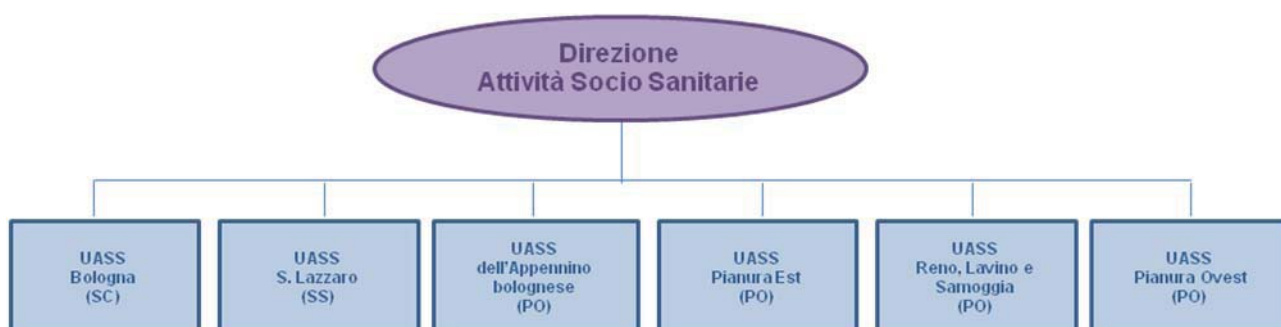 Direzione
Attività Socio Sanitarie
UASS
Bologna
(SC)
UASS
S. Lazzaro
(SS)
UASS
dell'Appennino
bolognese
(PO)
UASS
Pianura Est
(PO)
UASS
Reno, Lavino e
Samoggia
(PO)
UASS
Pianura Ovest
(PO)